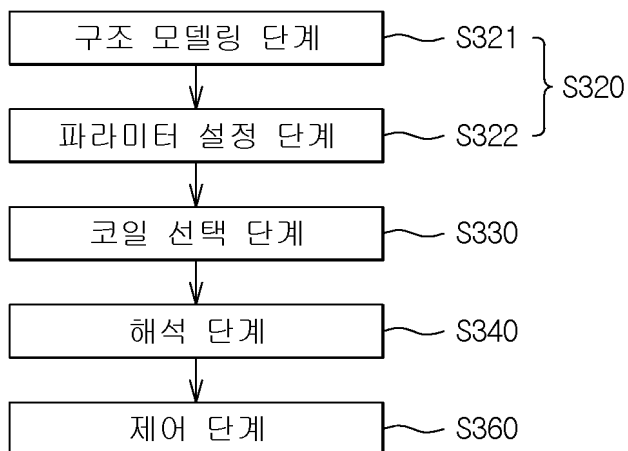 구조 모델링 단계
S321
S320
파라미터 설정 단계
S322
코일 선택 단계
S330
해석 단계
S340
제어 단계
S360